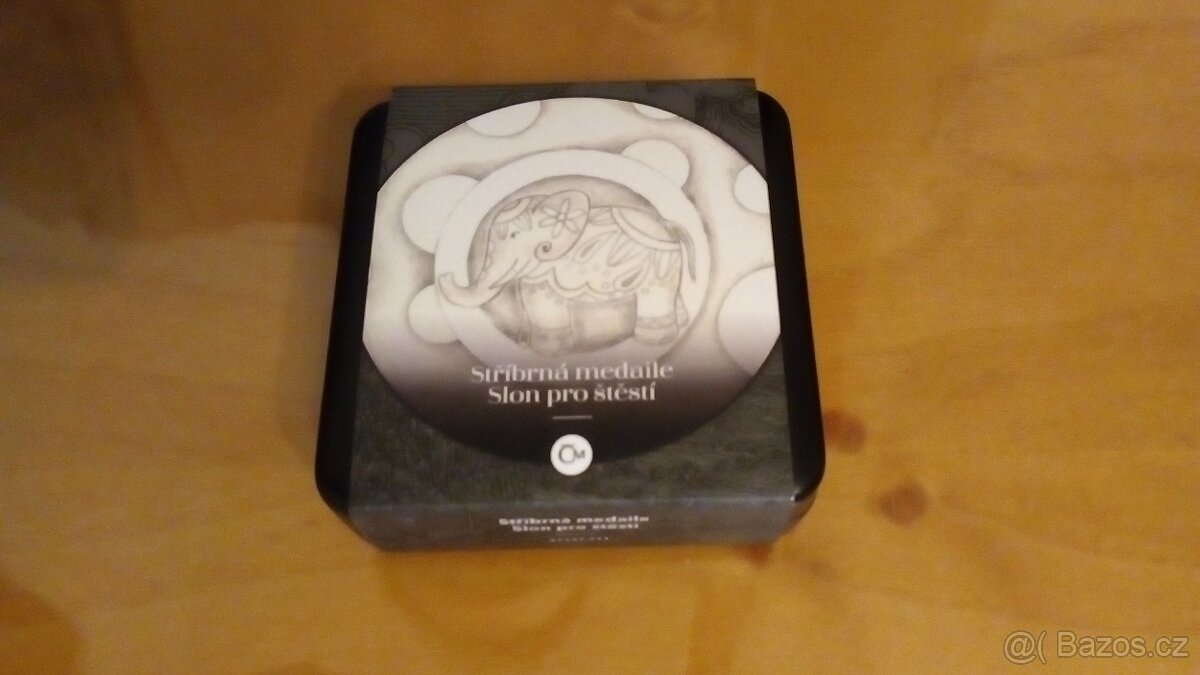 Stříbrná medaile
Slon pro štěstí
ČM
Stříbrná medaile
Slon pro štěstí
@( Bazos.cz